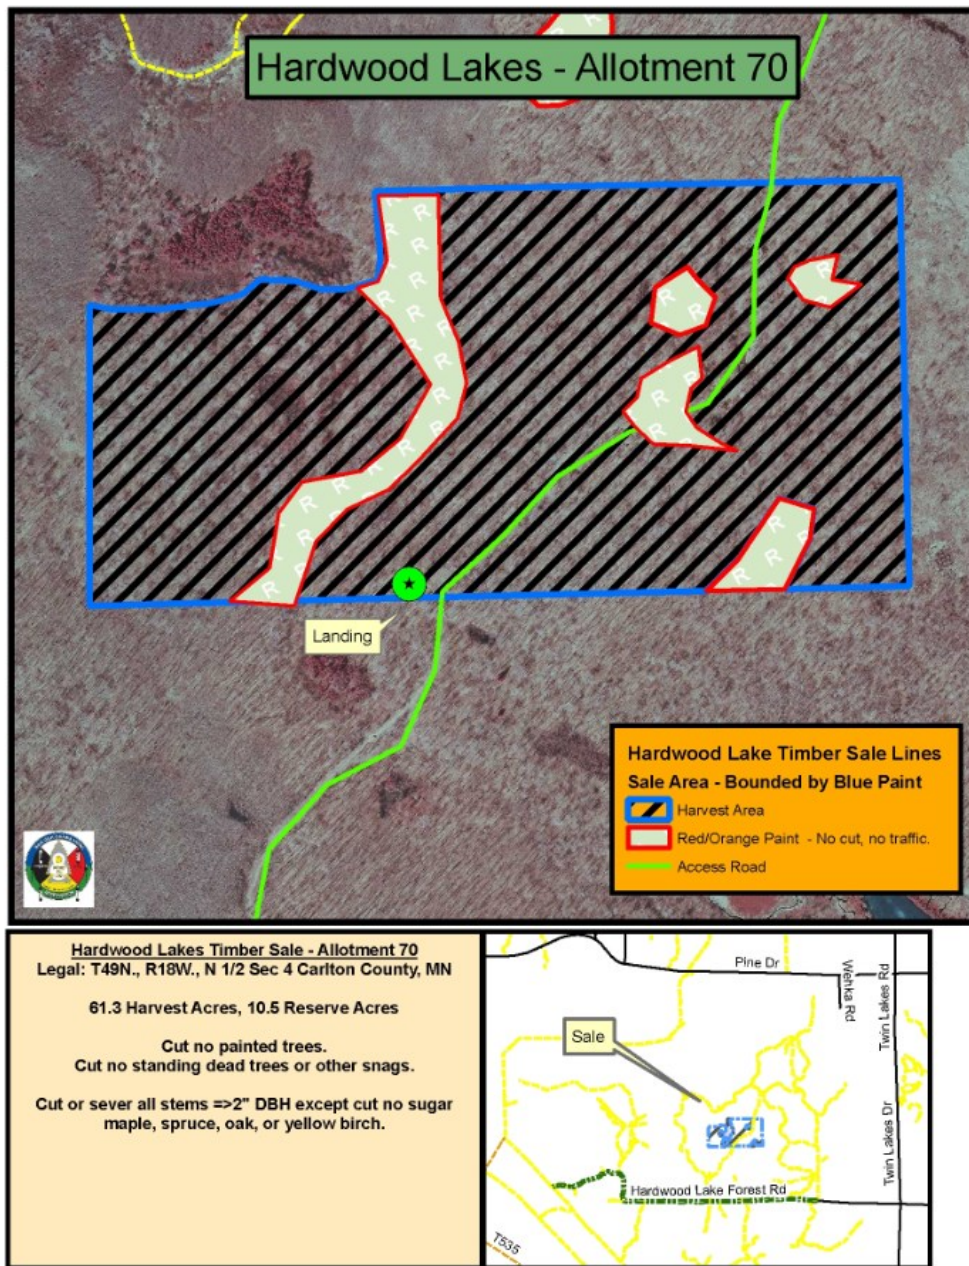 Hardwood Lakes - Allotment 70
Landing
Hardwood Lake Timber Sale Lines
Sale Area - Bounded by Blue Paint
Harvest Area
Red/Orange Paint - No cut, no traffic.
Access Road
Hardwood Lakes Timber Sale - Allotment 70
Legal: T49N., R18W., N 1/2 Sec 4 Carlton County, MN
61.3 Harvest Acres, 10.5 Reserve Acres
Cut no painted trees.
Cut no standing dead trees or other snags.
Cut or sever all stems =>2" DBH except cut no sugar
maple, spruce, oak, or yellow birch.
Pine Dr
Wehka Rd
Twin Lakes Rd
Sale
Twin Lakes Dr
Hardwood Lake Forest Rd
T535